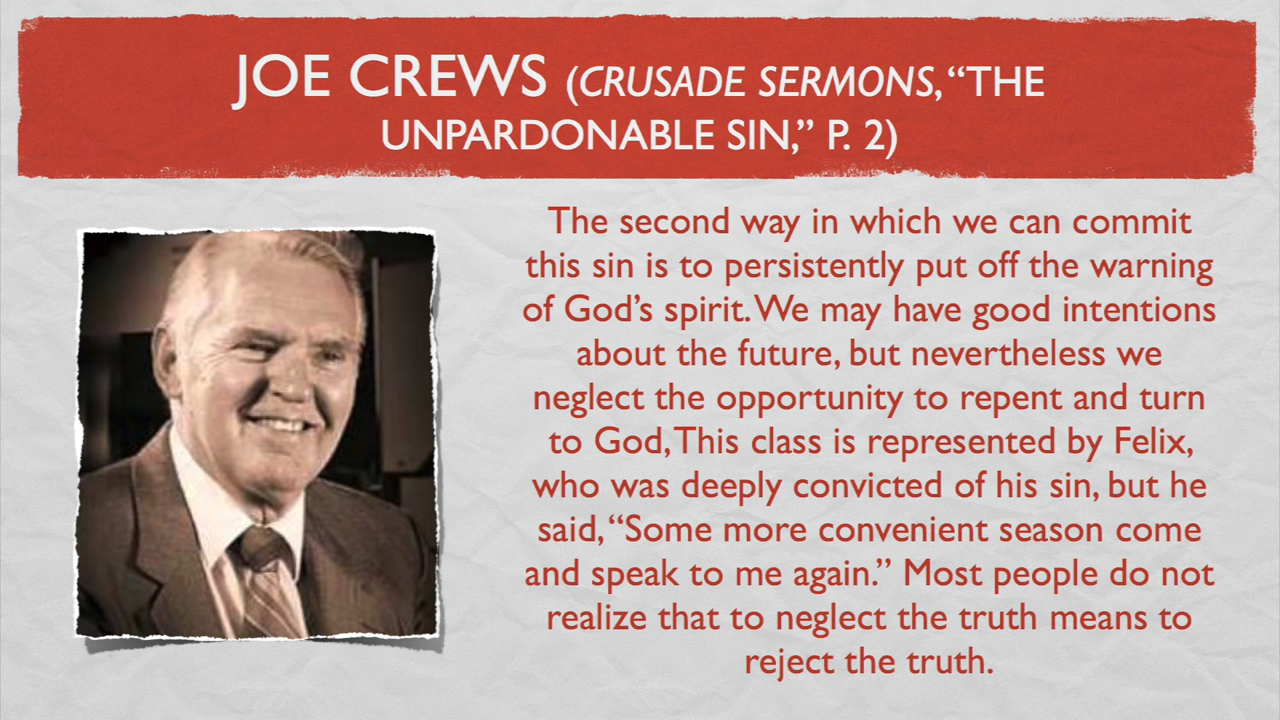 JOE CREWS (CRUSADE SERMONS, “THE
UNPARDONABLE SIN,” P. 2)
The second way in which we can commit
this sin is to persistently put off the warning
of God’s spirit. We may have good intentions
about the future, but nevertheless we
neglect the opportunity to repent and turn
to God, This class is represented by Felix,
who was deeply convicted of his sin, but he
said, “Some more convenient season come
and speak to me again.” Most people do not
realize that to neglect the truth means to
reject the truth.